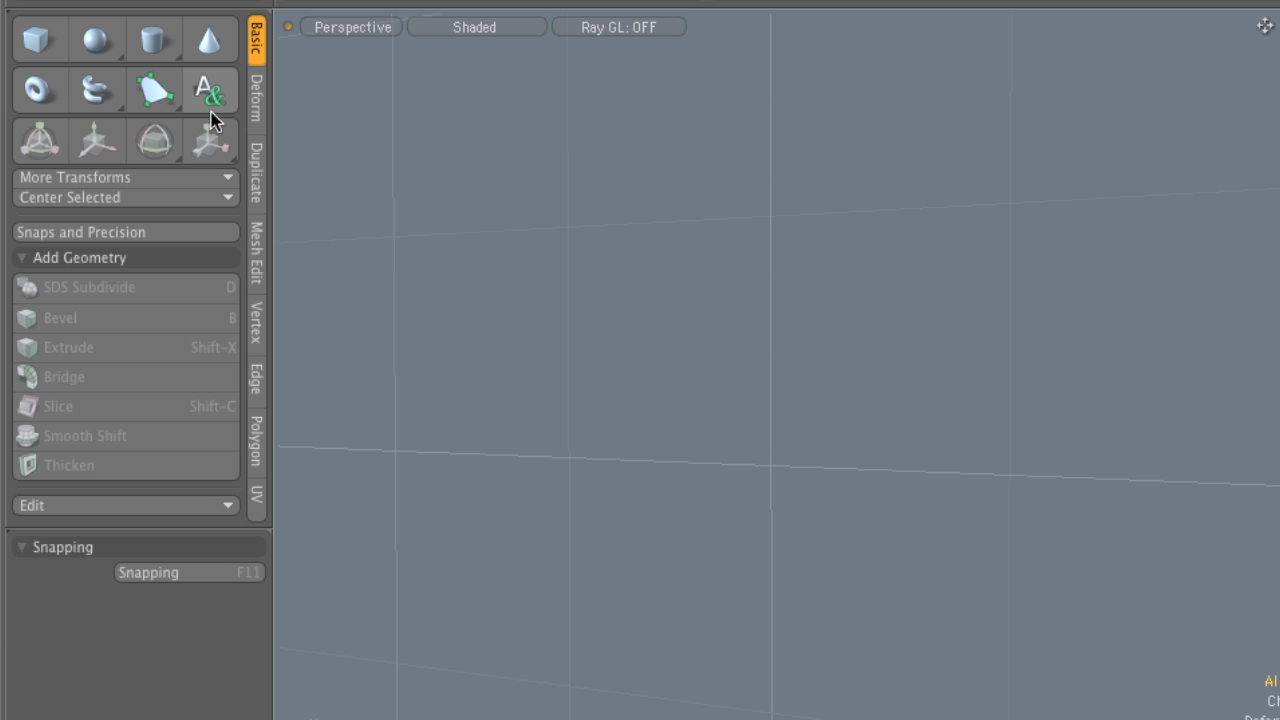 Perspective
Shaded
Ray GL: OFF
A&
Basic
Deform
Duplicate
Mesh Edit
Vertex
Edge
Polygon
UV
More Transforms
Center Selected
Snaps and Precision
Add Geometry
SDS Subdivide D
Bevel B
Extrude Shift-X
Bridge
Slice Shift-C
Smooth Shift
Thicken
Edit
Snapping
Snapping F11